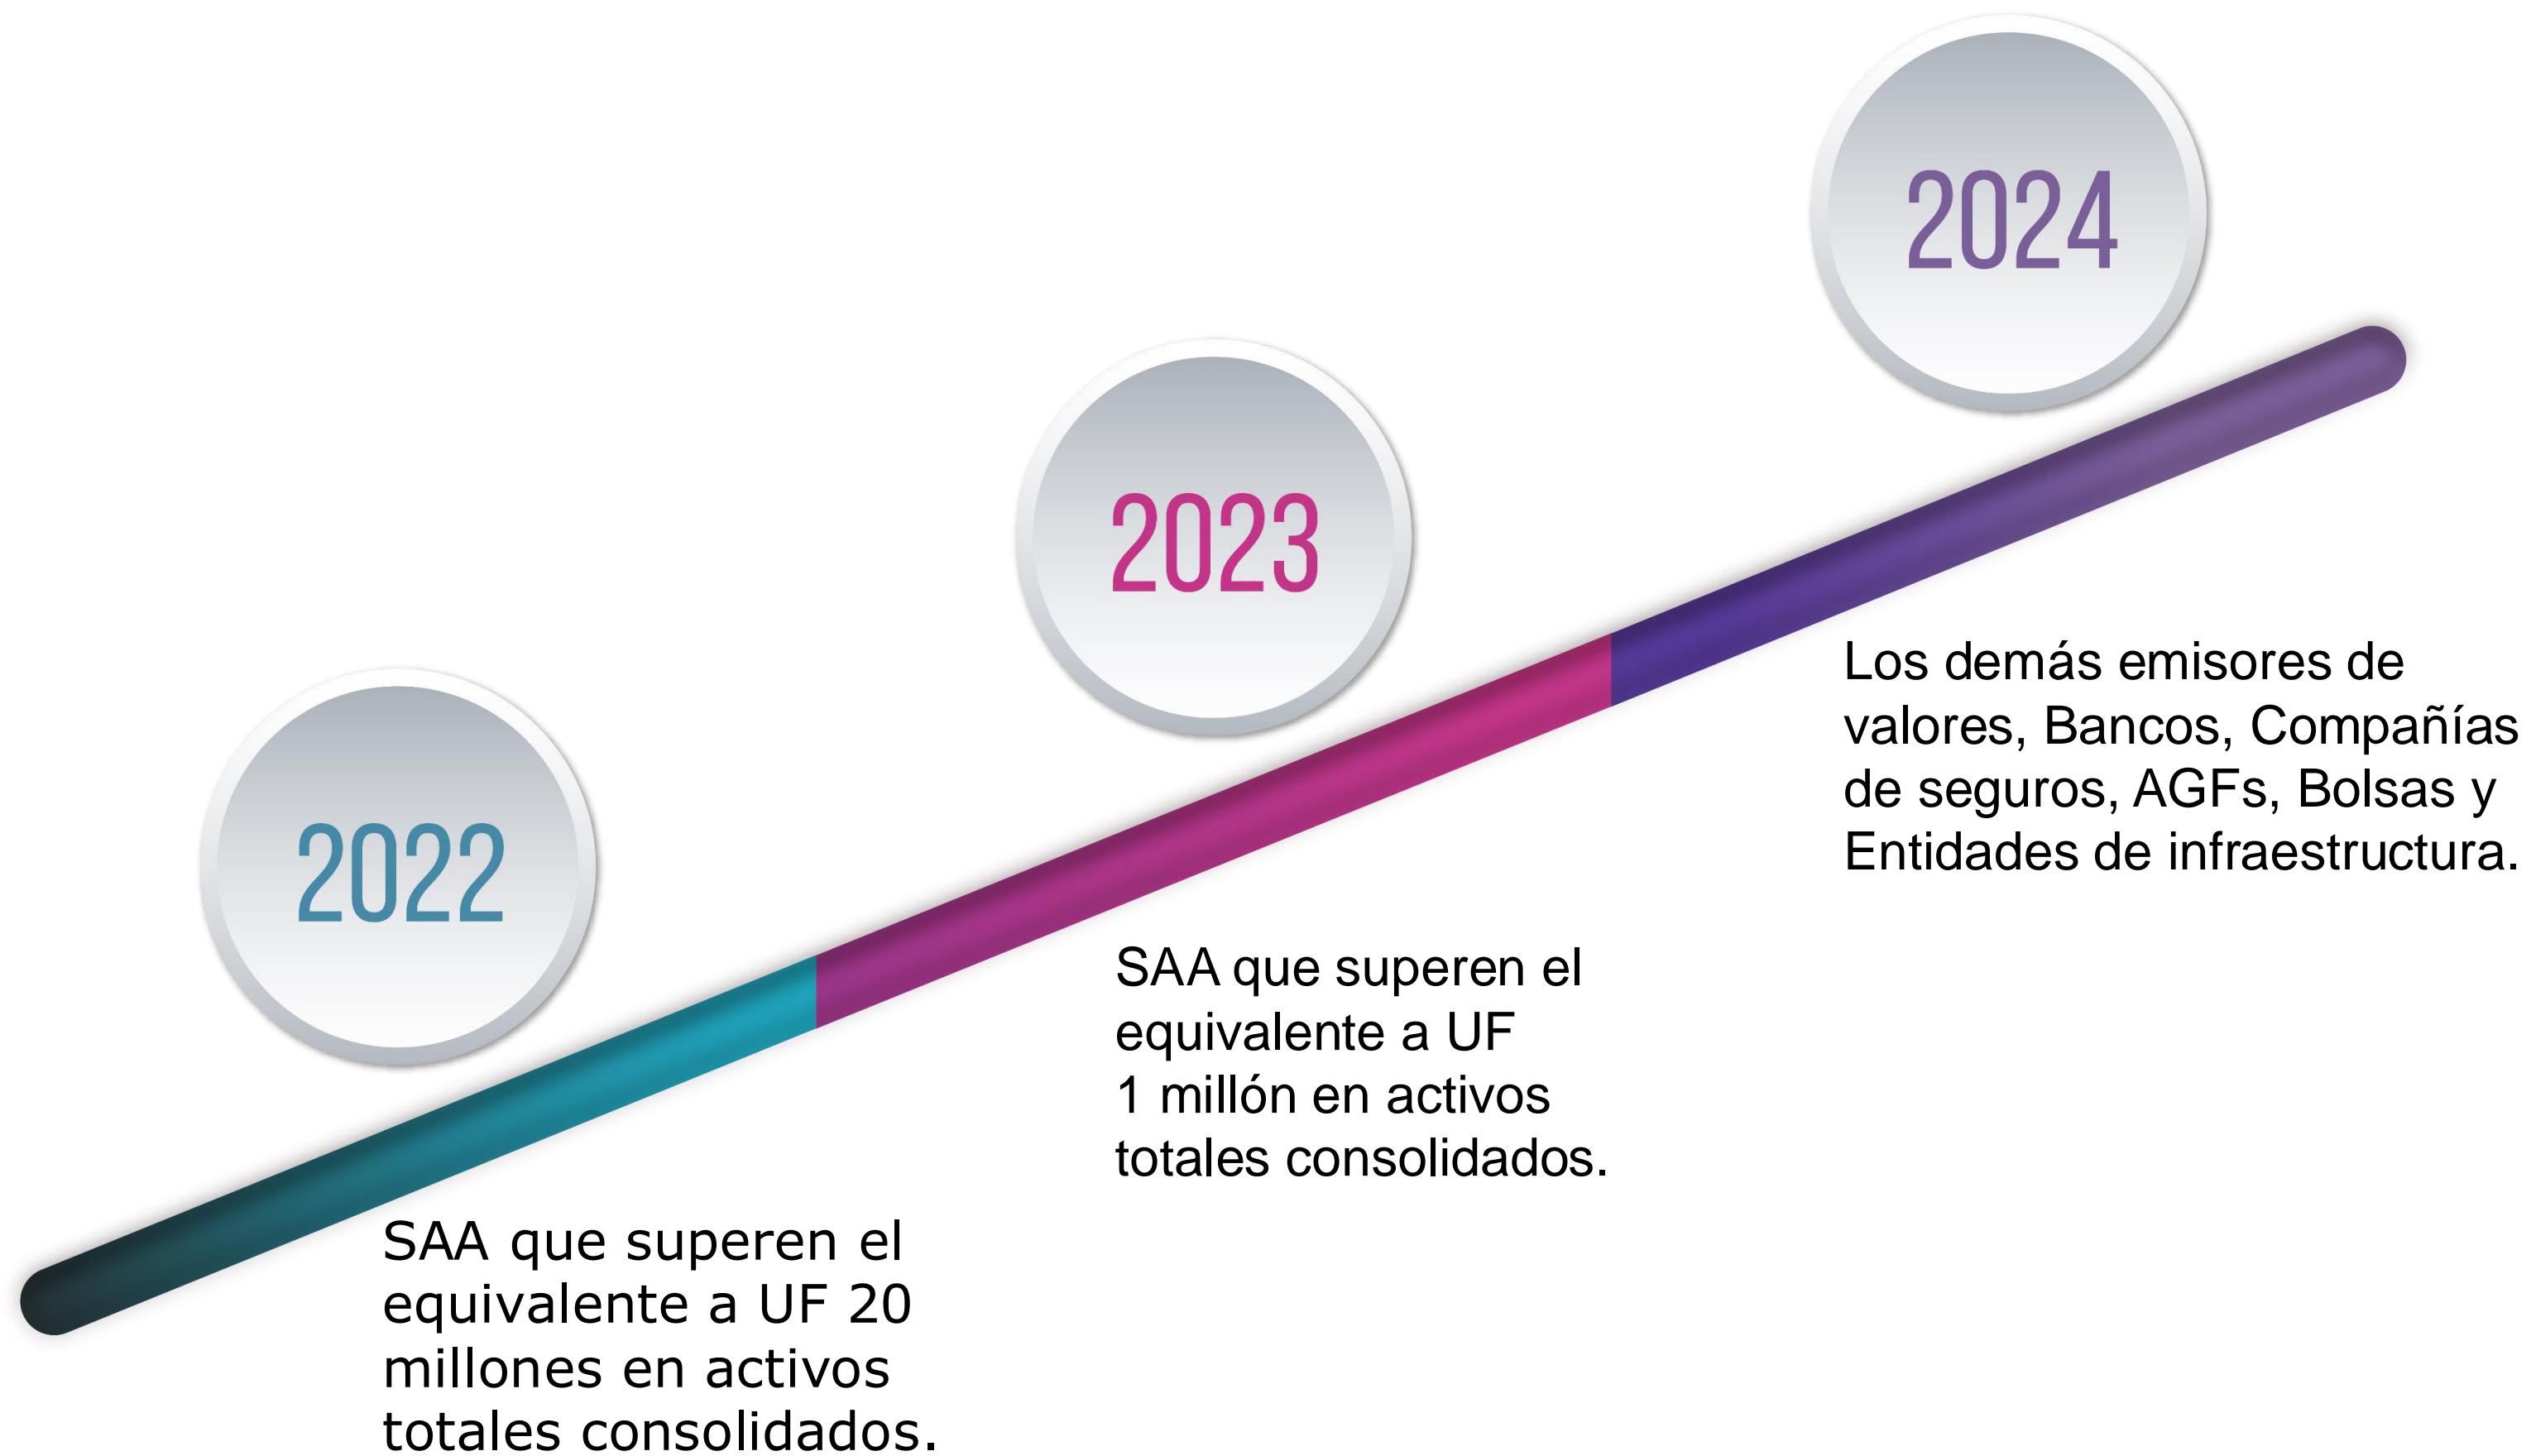 2022
SAA que superen el
equivalente a UF 20
millones en activos
totales consolidados.
2023
SAA que superen el
equivalente a UF
1 millón en activos
totales consolidados.
2024
Los demás emisores de
valores, Bancos, Compañías
de seguros, AGFs, Bolsas y
Entidades de infraestructura.